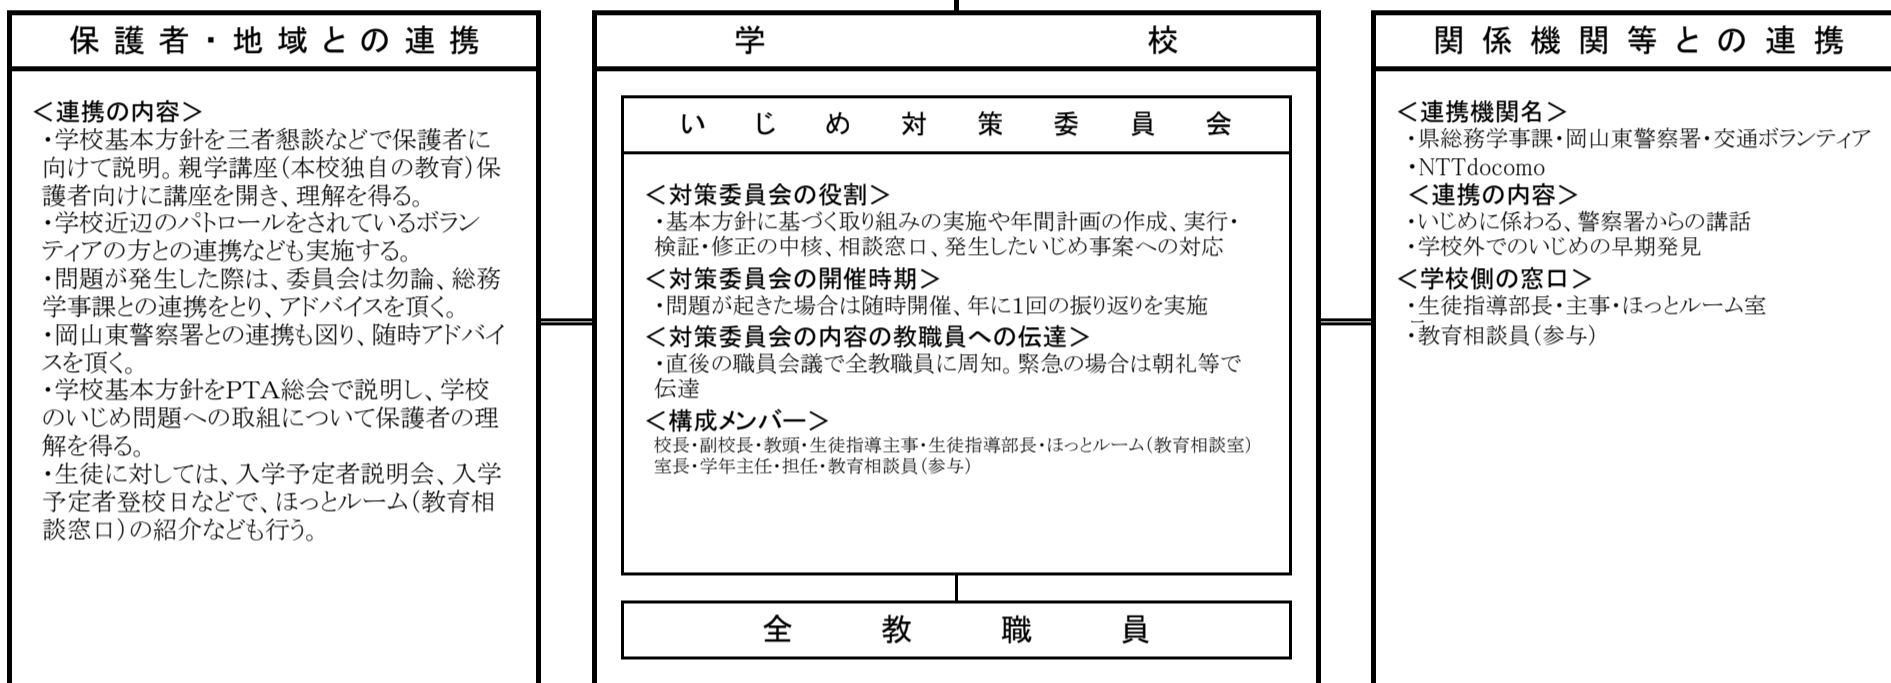 保護者・地域との連携
＜連携の内容＞
・学校基本方針を三者懇談などで保護者に
向けて説明。親学講座（本校独自の教育）保
護者向けに講座を開き、理解を得る。
・学校近辺のパトロールをされているボラン
ティアの方との連携なども実施する。
・問題が発生した際は、委員会は勿論、総務
学事課との連携をとり、アドバイスを頂く。
・岡山東警察署との連携も図り、随時アドバイ
スを頂く。
・学校基本方針をPTA総会で説明し、学校
のいじめ問題への取組について保護者の理
解を得る。
・生徒に対しては、入学予定者説明会、入学
予定者登校日などで、ほっとルーム（教育相
談窓口）の紹介なども行う。
学校
いじめ対策委員会
＜対策委員会の役割＞
・基本方針に基づく取り組みの実施や年間計画の作成、実行・
検証・修正の中核、相談窓口、発生したいじめ事案への対応
＜対策委員会の開催時期＞
・問題が起きた場合は随時開催、年に1回の振り返りを実施
＜対策委員会の内容の教職員への伝達＞
・直後の職員会議で全教職員に周知。緊急の場合は朝礼等で
伝達
＜構成メンバー＞
校長・副校長・教頭・生徒指導主事・生徒指導部長・ほっとルーム（教育相談室）
室長・学年主任・担任・教育相談員（参与）
全教職員
関係機関等との連携
＜連携機関名＞
・県総務学事課・岡山東警察署・交通ボランティア
・NTTdocomo
＜連携の内容＞
・いじめに係わる、警察署からの講話
・学校外でのいじめの早期発見
＜学校側の窓口＞
・生徒指導部長・主事・ほっとルーム室
・教育相談員（参与）